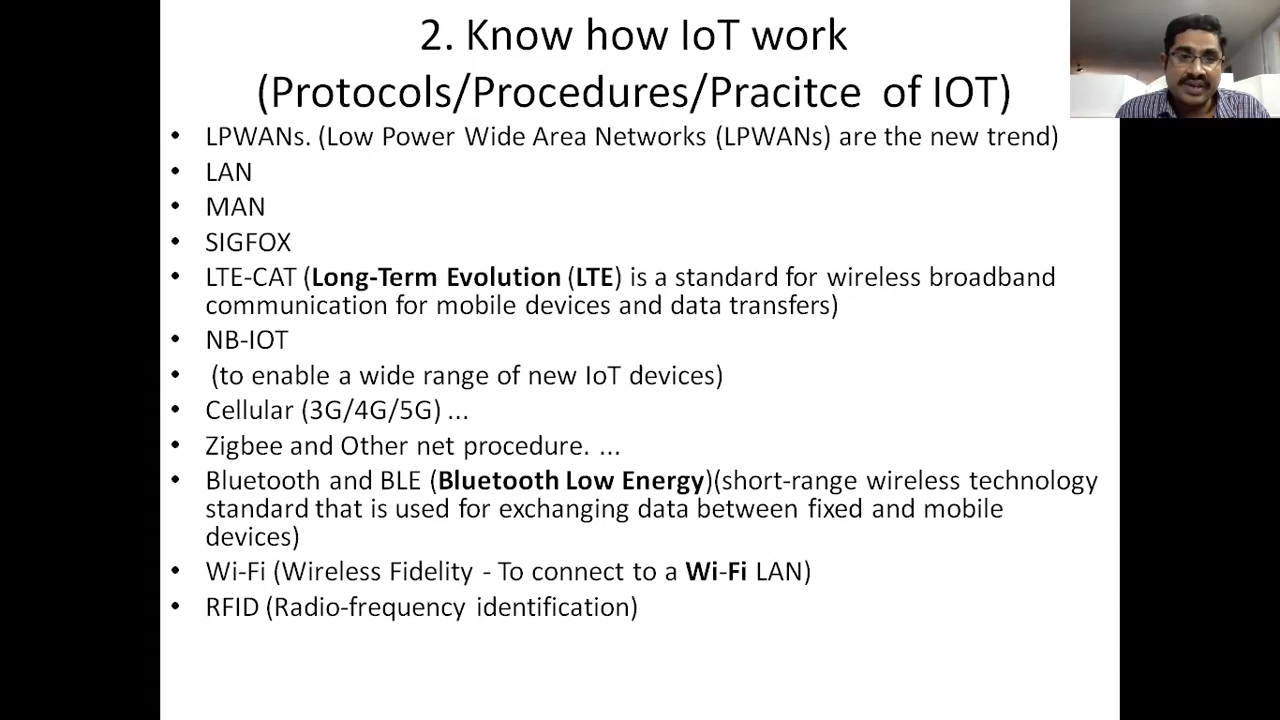 2. Know how IoT work
(Protocols/Procedures/Pracitce of IOT)
• LPWANs. (Low Power Wide Area Networks (LPWANs) are the new trend)
• LAN
• MAN
• SIGFOX
• LTE-CAT (Long-Term Evolution (LTE) is a standard for wireless broadband
communication for mobile devices and data transfers)
• NB-IOT
• (to enable a wide range of new IoT devices)
• Cellular (3G/4G/5G) ...
• Zigbee and Other net procedure. ...
• Bluetooth and BLE (Bluetooth Low Energy)(short-range wireless technology
standard that is used for exchanging data between fixed and mobile
devices)
• Wi-Fi (Wireless Fidelity - To connect to a Wi-Fi LAN)
• RFID (Radio-frequency identification)